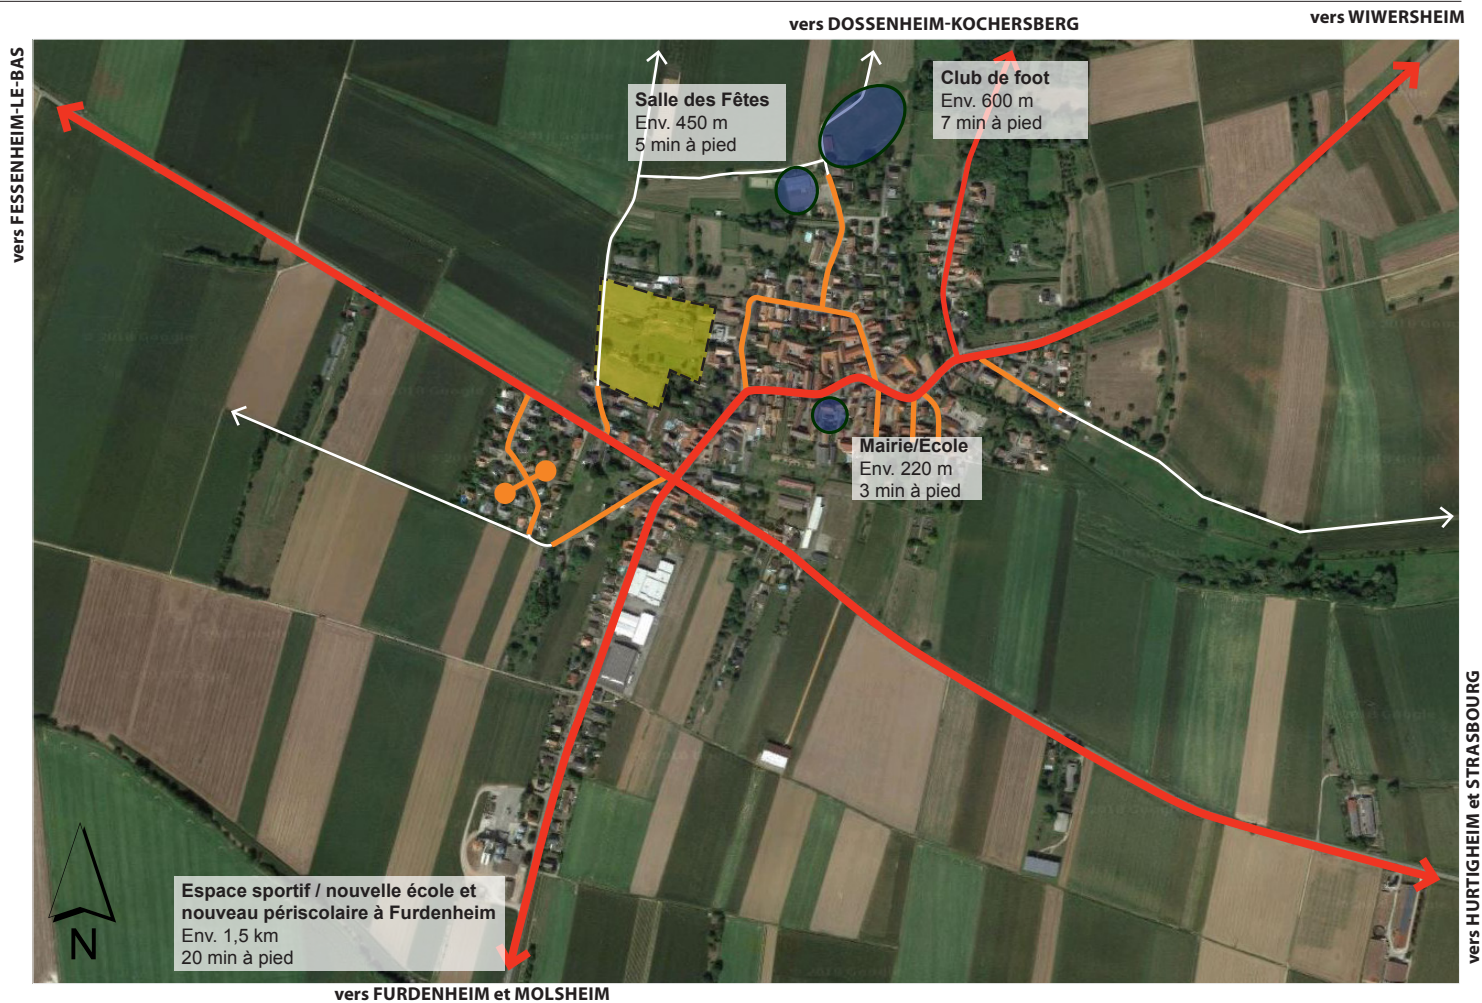 vers DOSSENHEIM-KOCHERSBERG
vers WIWERSHEIM
vers FESSENHEIM-LE-BAS
Salle des Fêtes
Env. 450 m
5 min à pied
Club de foot
Env. 600 m
7 min à pied
Mairie/Ecole
Env. 220 m
3 min à pied
Espace sportif / nouvelle école et
nouveau périscolaire à Furdenheim
Env. 1,5 km
20 min à pied
N
vers HURTIGHEIM et STRASBOURG
vers FURDENHEIM et MOLSHEIM